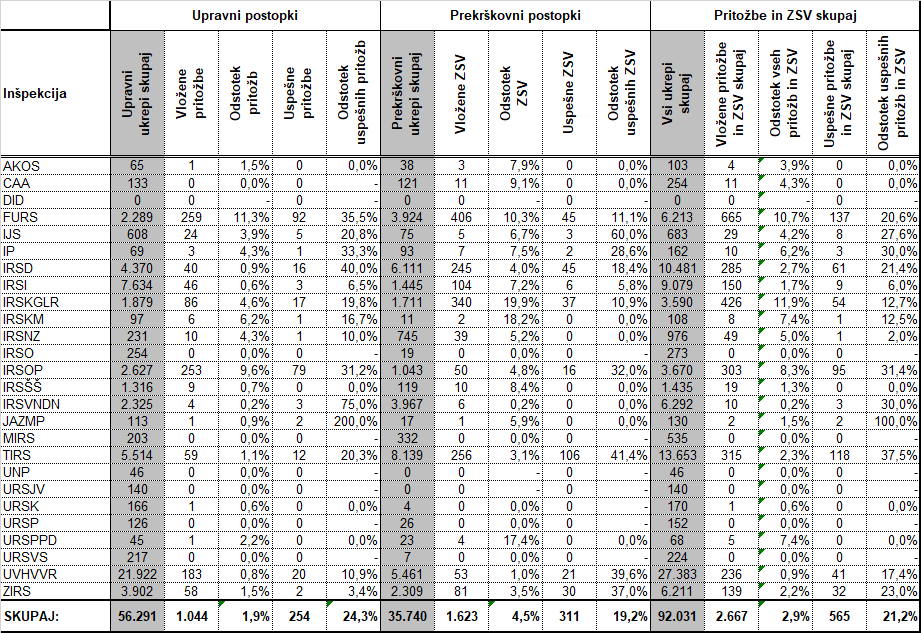 Upravni postopki Prekrškovni postopki Pritožbe in ZSV skupaj
Inšpekcija Upravni ukrepi skupaj Vložene pritožbe Odstotek pritožb Uspešne pritožbe Odstotek uspešnih pritožb Prekrškovni ukrepi skupaj Vložene ZSV Odstotek ZSV Uspešne ZSV Odstotek uspešnih ZSV Vsi ukrepi skupaj Vložene pritožbe in ZSV skupaj Odstotek vseh pritožb in ZSV Uspešne pritožbe in ZSV skupaj Odstotek uspešnih pritožb in ZSV
AKOS 65 1 1,5% 0 0,0% 38 3 7,9% 0 0,0% 103 4 3,9% 0 0,0%
CAA 133 0 0,0% 0 - 121 11 9,1% 0 0,0% 254 11 4,3% 0 0,0%
DID 0 0 - 0 - 0 0 - 0 - 0 0 - 0 -
FURS 2.289 259 11,3% 92 35,5% 3.924 406 10,3% 45 11,1% 6.213 665 10,7% 137 20,6%
IJS 608 24 3,9% 5 20,8% 75 5 6,7% 3 60,0% 683 29 4,2% 8 27,6%
IP 69 3 4,3% 1 33,3% 93 7 7,5% 2 28,6% 162 10 6,2% 3 30,0%
IRSD 4.370 40 0,9% 16 40,0% 6.111 245 4,0% 45 18,4% 10.481 285 2,7% 61 21,4%
IRSI 7.634 46 0,6% 3 6,5% 1.445 104 7,2% 6 5,8% 9.079 150 1,7% 9 6,0%
IRSKGLR 1.879 86 4,6% 17 19,8% 1.711 340 19,9% 37 10,9% 3.590 426 11,9% 54 12,7%
IRSKM 97 6 6,2% 1 16,7% 11 2 18,2% 0 0,0% 108 8 7,4% 1 12,5%
IRSNZ 231 10 4,3% 1 10,0% 745 39 5,2% 0 0,0% 976 49 5,0% 1 2,0%
IRSO 254 0 0,0% 0 - 19 0 0,0% 0 - 273 0 0,0% 0 -
IRSOP 2.627 253 9,6% 79 31,2% 1.043 50 4,8% 16 32,0% 3.670 303 8,3% 95 31,4%
IRSŠŠ 1.316 9 0,7% 0 0,0% 119 10 8,4% 0 0,0% 1.435 19 1,3% 0 0,0%
IRSVNDN 2.325 4 0,2% 3 75,0% 3.967 6 0,2% 0 0,0% 6.292 10 0,2% 3 30,0%
JAZMP 113 1 0,9% 2 200,0% 17 1 5,9% 0 0,0% 130 2 1,5% 2 100,0%
MIRS 203 0 0,0% 0 - 332 0 0,0% 0 - 535 0 0,0% 0 -
TIRS 5.514 59 1,1% 12 20,3% 8.139 256 3,1% 106 41,4% 13.653 315 2,3% 118 37,5%
UNP 46 0 0,0% 0 - 0 0 - 0 - 46 0 0,0% 0 -
URSJV 140 0 0,0% 0 - 0 0 - 0 - 140 0 0,0% 0 -
URSK 166 1 0,6% 0 0,0% 4 0 0,0% 0 - 170 1 0,6% 0 0,0%
URSP 126 0 0,0% 0 - 26 0 0,0% 0 - 152 0 0,0% 0 -
URSPPD 45 1 2,2% 0 0,0% 23 4 17,4% 0 0,0% 68 5 7,4% 0 0,0%
URSVS 217 0 0,0% 0 - 7 0 0,0% 0 - 224 0 0,0% 0 -
UVHVVR 21.922 183 0,8% 20 10,9% 5.461 53 1,0% 21 39,6% 27.383 236 0,9% 41 17,4%
ZIRS 3.902 58 1,5% 2 3,4% 2.309 81 3,5% 30 37,0% 6.211 139 2,2% 32 23,0%
SKUPAJ: 56.291 1.044 1,9% 254 24,3% 35.740 1.623 4,5% 311 19,2% 92.031 2.667 2,9% 565 21,2%